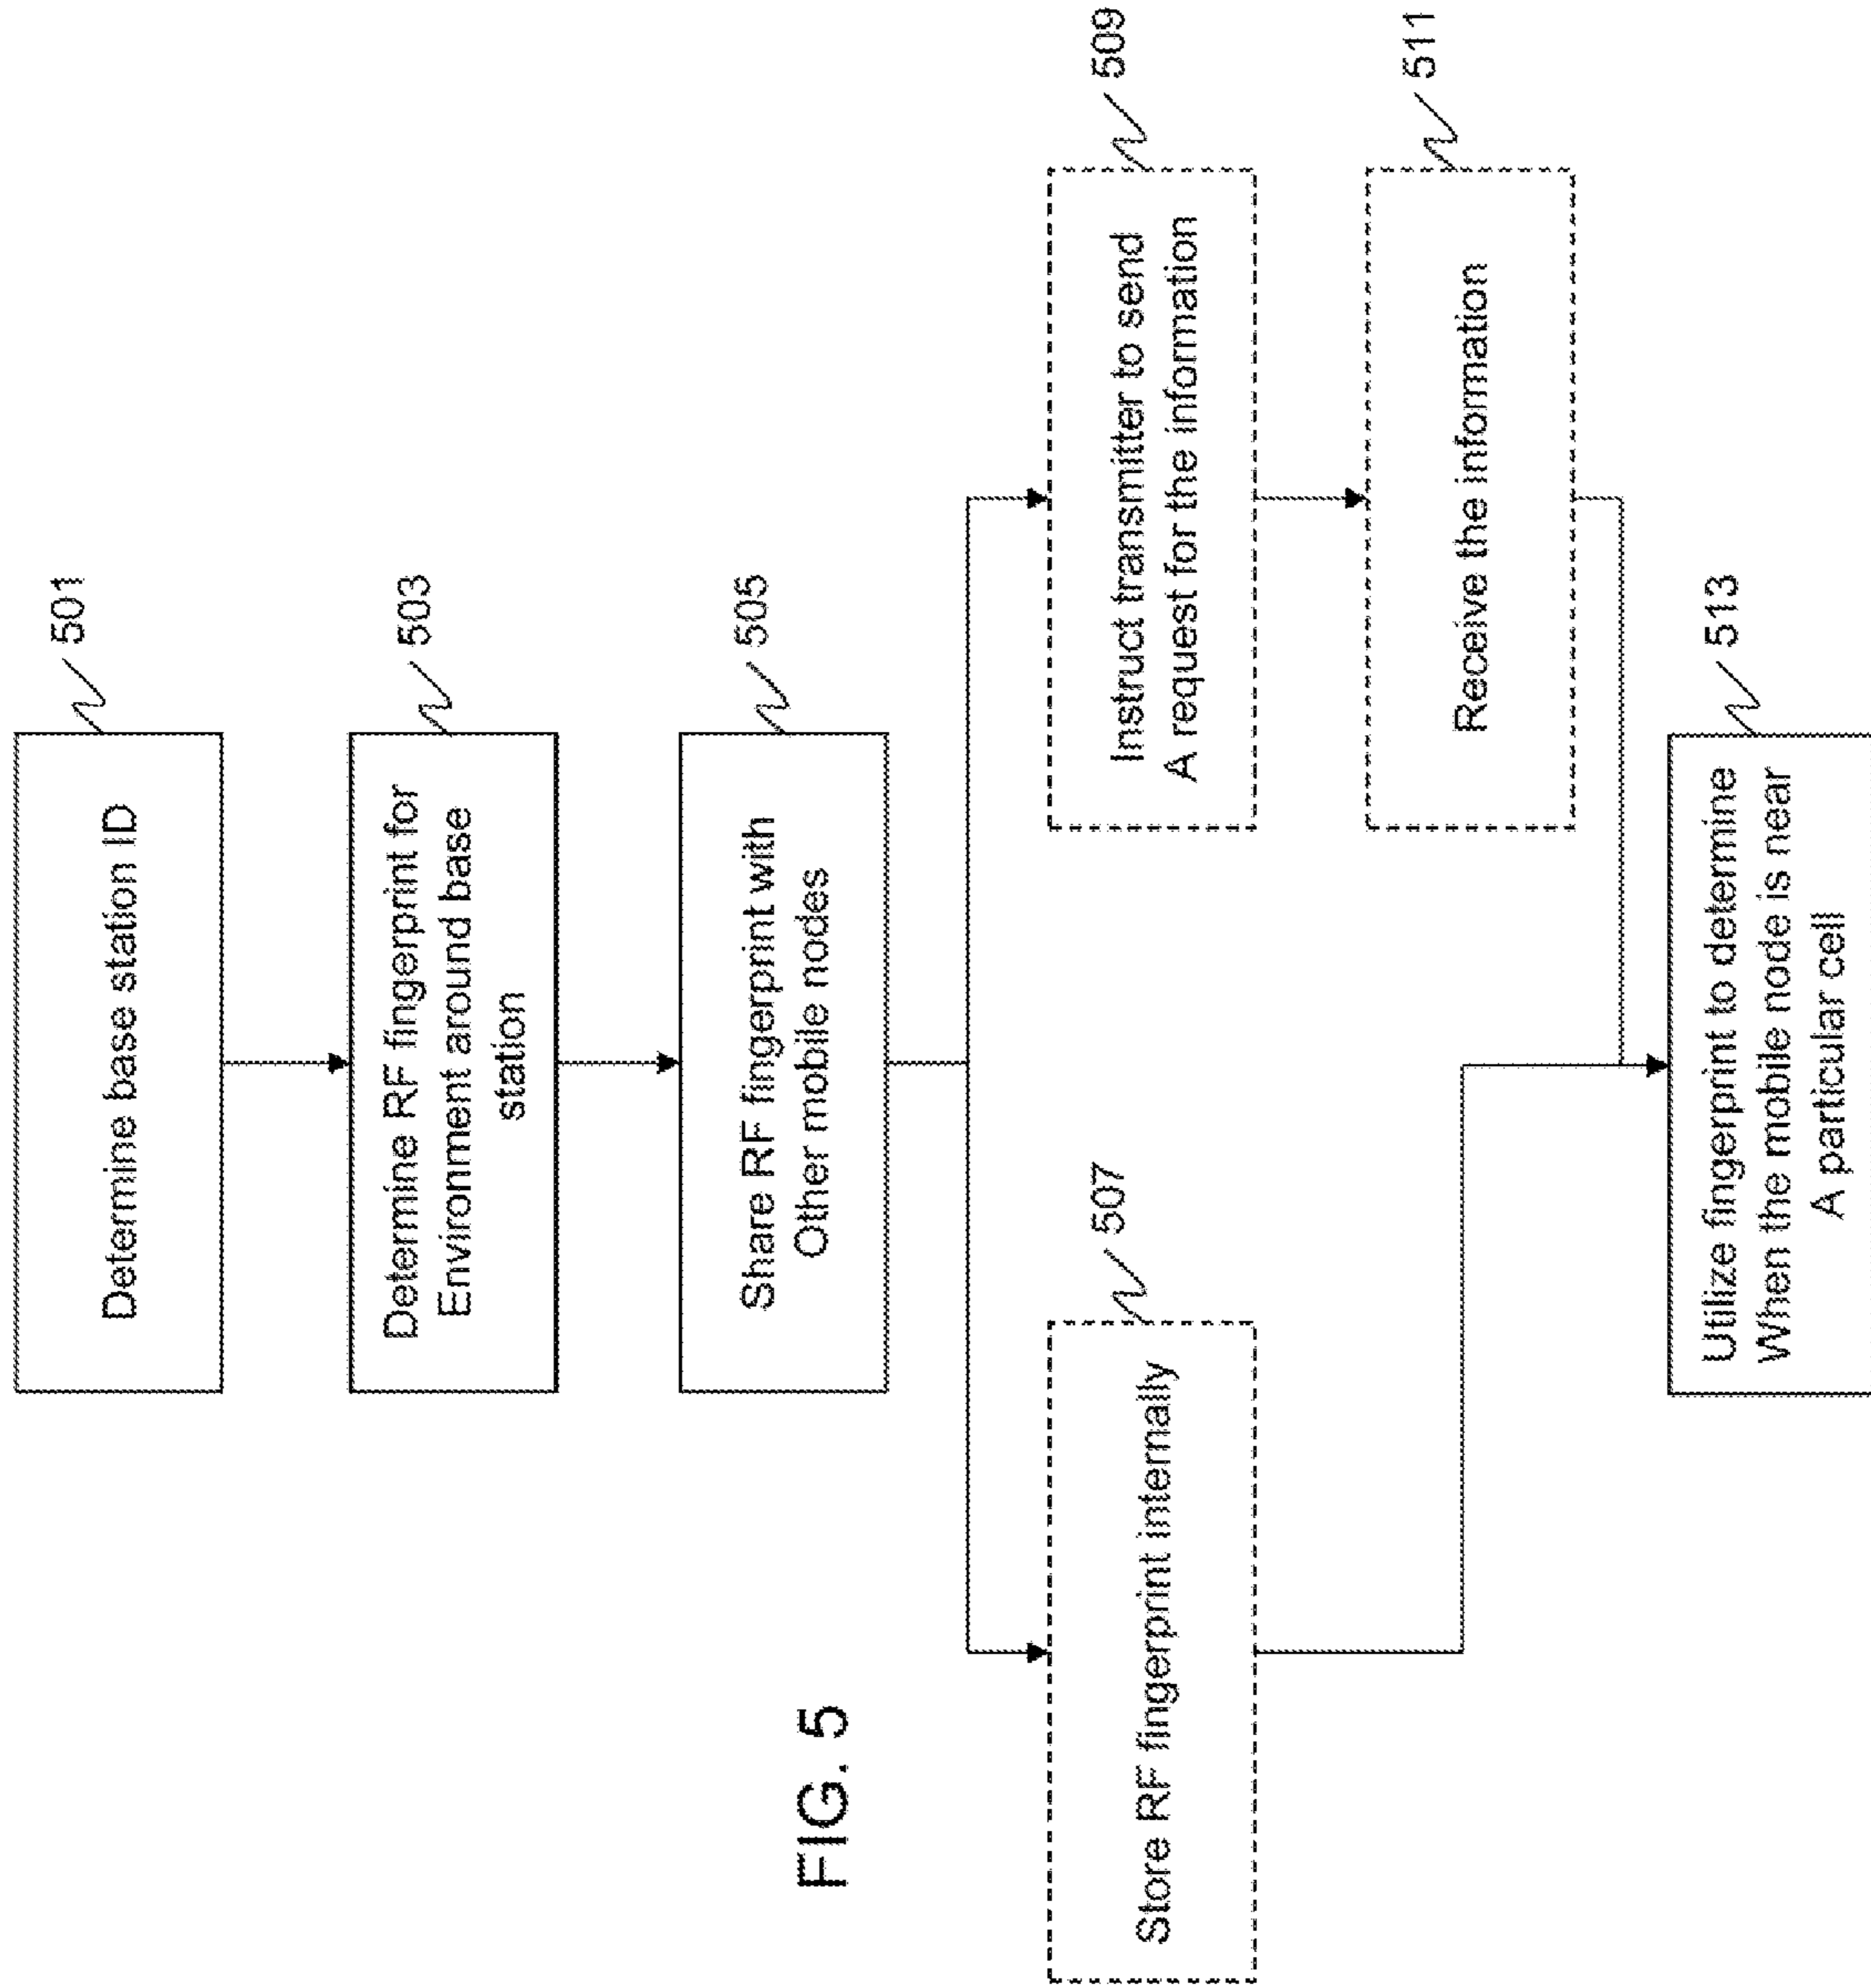 Determine base station ID
501
Determine RF fingerprint for
Environment around base
station
503
Share RF fingerprint with
Other mobile nodes
505
FIG. 5
Store RF fingerprint internally
507
Instruct transmitter to send
A request for the information
509
Receive the information
511
Utilize fingerprint to determine
When the mobile node is near
A particular cell
513